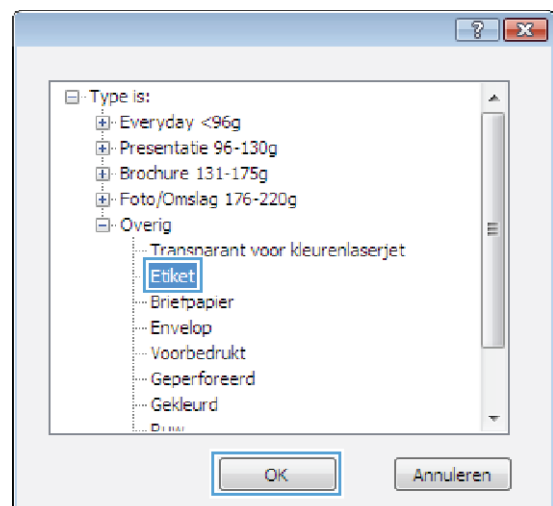 Type is:
Everyday <96g
Presentatie 96-130g
Brochure 131-175g
Foto/Omslag 176-220g
Overig
Transparant voor kleurenlaserjet
Etiket
Briefpapier
Envelop
Voorbedrukt
Geperforeerd
Gekleurd
OK
Annuleren